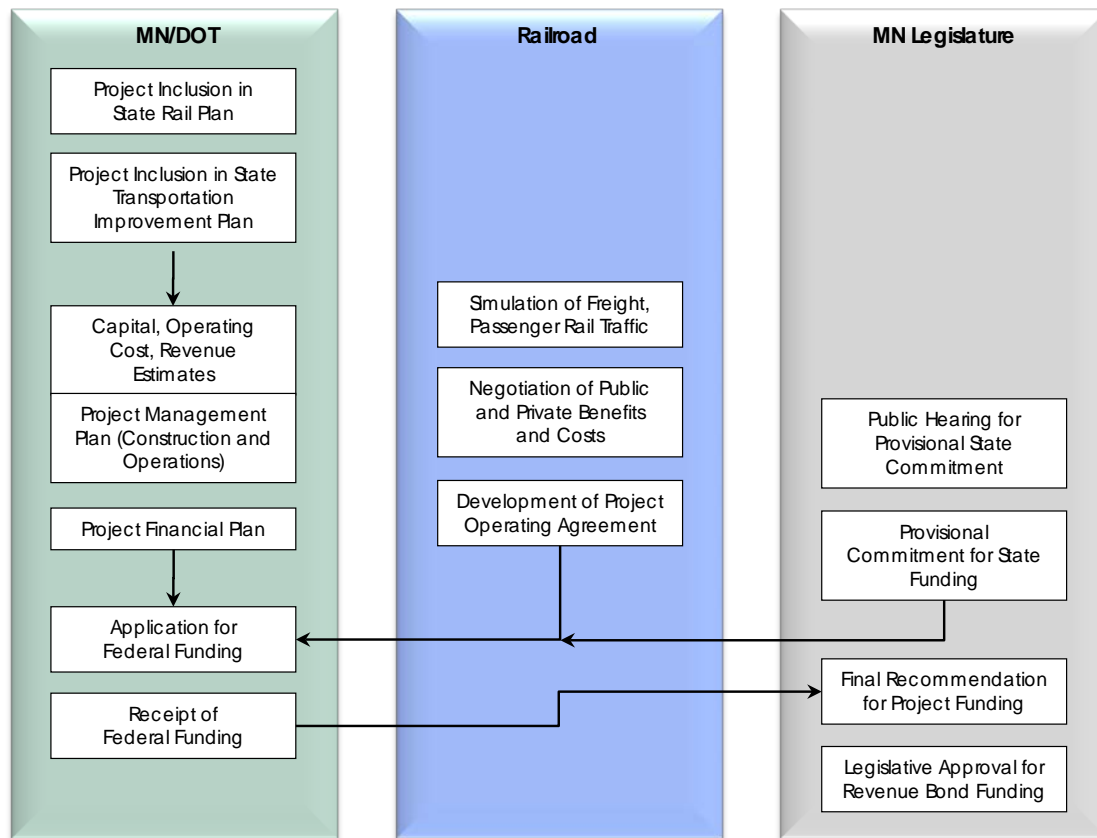 MN/DOT
Project Inclusion in
State Rail Plan
Project Inclusion in State
Transportation
Improvement Plan
Capital, Operating
Cost, Revenue
Estimates
Project Management
Plan (Construction and
Operations)
Project Financial Plan
Application for
Federal Funding
Receipt of
Federal Funding
Railroad
Simulation of Freight,
Passenger Rail Traffic
Negotiation of Public
and Private Benefits
and Costs
Development of Project
Operating Agreement
MN Legislature
Public Hearing for
Provisional State
Commitment
Provisional
Commitment for State
Funding
Final Recommendation
for Project Funding
Legislative Approval for
Revenue Bond Funding